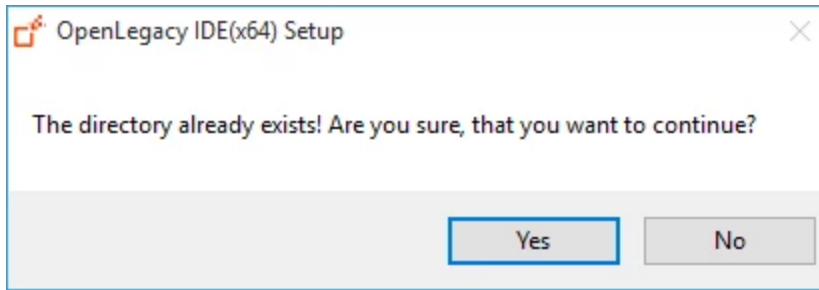 OpenLegacy IDE(x64) Setup
The directory already exists! Are you sure, that you want to continue?
Yes
No